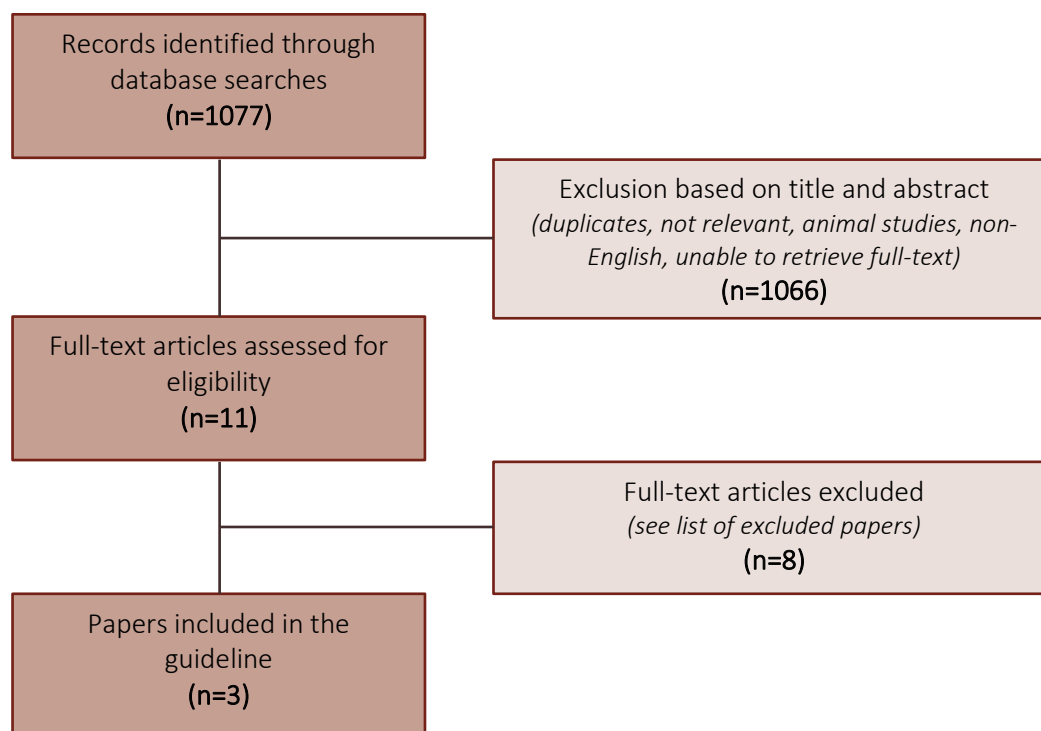 Records identified through
database searches
(n=1077)
Exclusion based on title and abstract
(duplicates, not relevant, animal studies, non-
English, unable to retrieve full-text)
(n=1066)
Full-text articles assessed for
eligibility
(n=11)
Full-text articles excluded
(see list of excluded papers)
(n=8)
Papers included in the
guideline
(n=3)